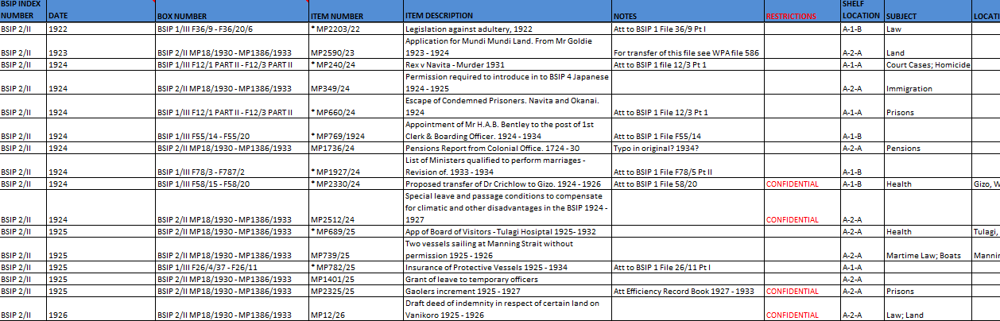 BSIP INDEX NUMBER DATE BOX NUMBER ITEM NUMBER ITEM DESCRIPTION NOTES RESTRICTIONS SHELF LOCATION SUBJECT LOCATI
BSIP 2/II 1922 BSIP 1/III F36/9 - F36/20/6 * MP2203/22 Legislation against adultery, 1922 Att to BSIP 1 File 36/9 Pt I A-1-B Law
Application for Mundi Mundi Land. From Mr Goldie
BSIP 2/II 1923 BSIP 2/II MP18/1930 - MP1386/1933 MP2590/23 1923 - 1924 For transfer of this file see WPA file 586 A-2-A Land
BSIP 2/II 1924 BSIP 1/III F12/1 PART II - F12/3 PART II * MP240/24 Rex v Navita - Murder 1931 Att to BSIP 1 file 12/3 Pt 1 A-1-A Court Cases; Homicide
Permission required to introduce in to BSIP 4 Japanese
BSIP 2/II 1924 BSIP 2/II MP18/1930 - MP1386/1933 MP349/24 1924 - 1925 A-2-A Immigration
Escape of Condemned Prisoners. Navita and Okanai.
BSIP 2/II 1924 BSIP 1/III F12/1 PART II - F12/3 PART II * MP660/24 1924 Att to BSIP 1 File 12/3 Pt 1 A-1-A Prisons
Appointment of Mr H.A.B. Bentley to the post of 1st
BSIP 2/II 1924 BSIP 1/III F55/14 - F55/20 * MP769/1924 Clerk & Boarding Officer. 1924 - 1934 Att to BSIP 1 File F55/14 A-1-B
BSIP 2/II 1924 BSIP 2/II MP18/1930 - MP1386/1933 MP1736/24 Pensions Report from Colonial Office. 1724 - 30 Typo in original? 1934? A-2-A Pensions
List of Ministers qualified to perform marriages -
BSIP 2/II 1924 BSIP 1/III F78/3 - F787/2 * MP1927/24 Revision of. 1933 - 1934 Att to BSIP 1 File F78/5 Pt II A-1-B
BSIP 2/II 1924 BSIP 1/III F58/15 - F58/20 * MP2330/24 Proposed transfer of Dr Crichlow to Gizo. 1924 - 1926 Att to BSIP 1 File 58/20 CONFIDENTIAL A-1-B Health Gizo, W
Special leave and passage conditions to compensate
for climatic and other disadvantages in the BSIP 1924 -
BSIP 2/II 1924 BSIP 2/II MP18/1930 - MP1386/1933 MP2512/24 1927 CONFIDENTIAL A-2-A
BSIP 2/II 1925 BSIP 2/II MP18/1930 - MP1386/1933 * MP689/25 App of Board of Visitors - Tulagi Hosiptal 1925- 1932 A-2-A Health Tulagi,
Two vessels sailing at Manning Strait without
BSIP 2/II 1925 BSIP 2/II MP18/1930 - MP1386/1933 MP739/25 permission 1925 - 1926 A-2-A Martime Law; Boats Mannin
BSIP 2/II 1925 BSIP 1/III F26/4/37 - F26/11 * MP782/25 Insurance of Protective Vessels 1925 - 1934 Att to BSIP 1 File 26/11 Pt I A-1-A
BSIP 2/II 1925 BSIP 2/II MP18/1930 - MP1386/1933 MP1401/25 Grant of leave to temporary officers A-2-A
BSIP 2/II 1925 BSIP 2/II MP18/1930 - MP1386/1933 MP2325/25 Gaolers increment 1925 - 1927 Att Efficiency Record Book 1927 - 1933 CONFIDENTIAL A-2-A Prisons
Draft deed of indemnity in respect of certain land on
BSIP 2/II 1926 BSIP 2/II MP18/1930 - MP1386/1933 MP12/26 Vanikoro 1925 - 1926 CONFIDENTIAL A-2-A Law; Land